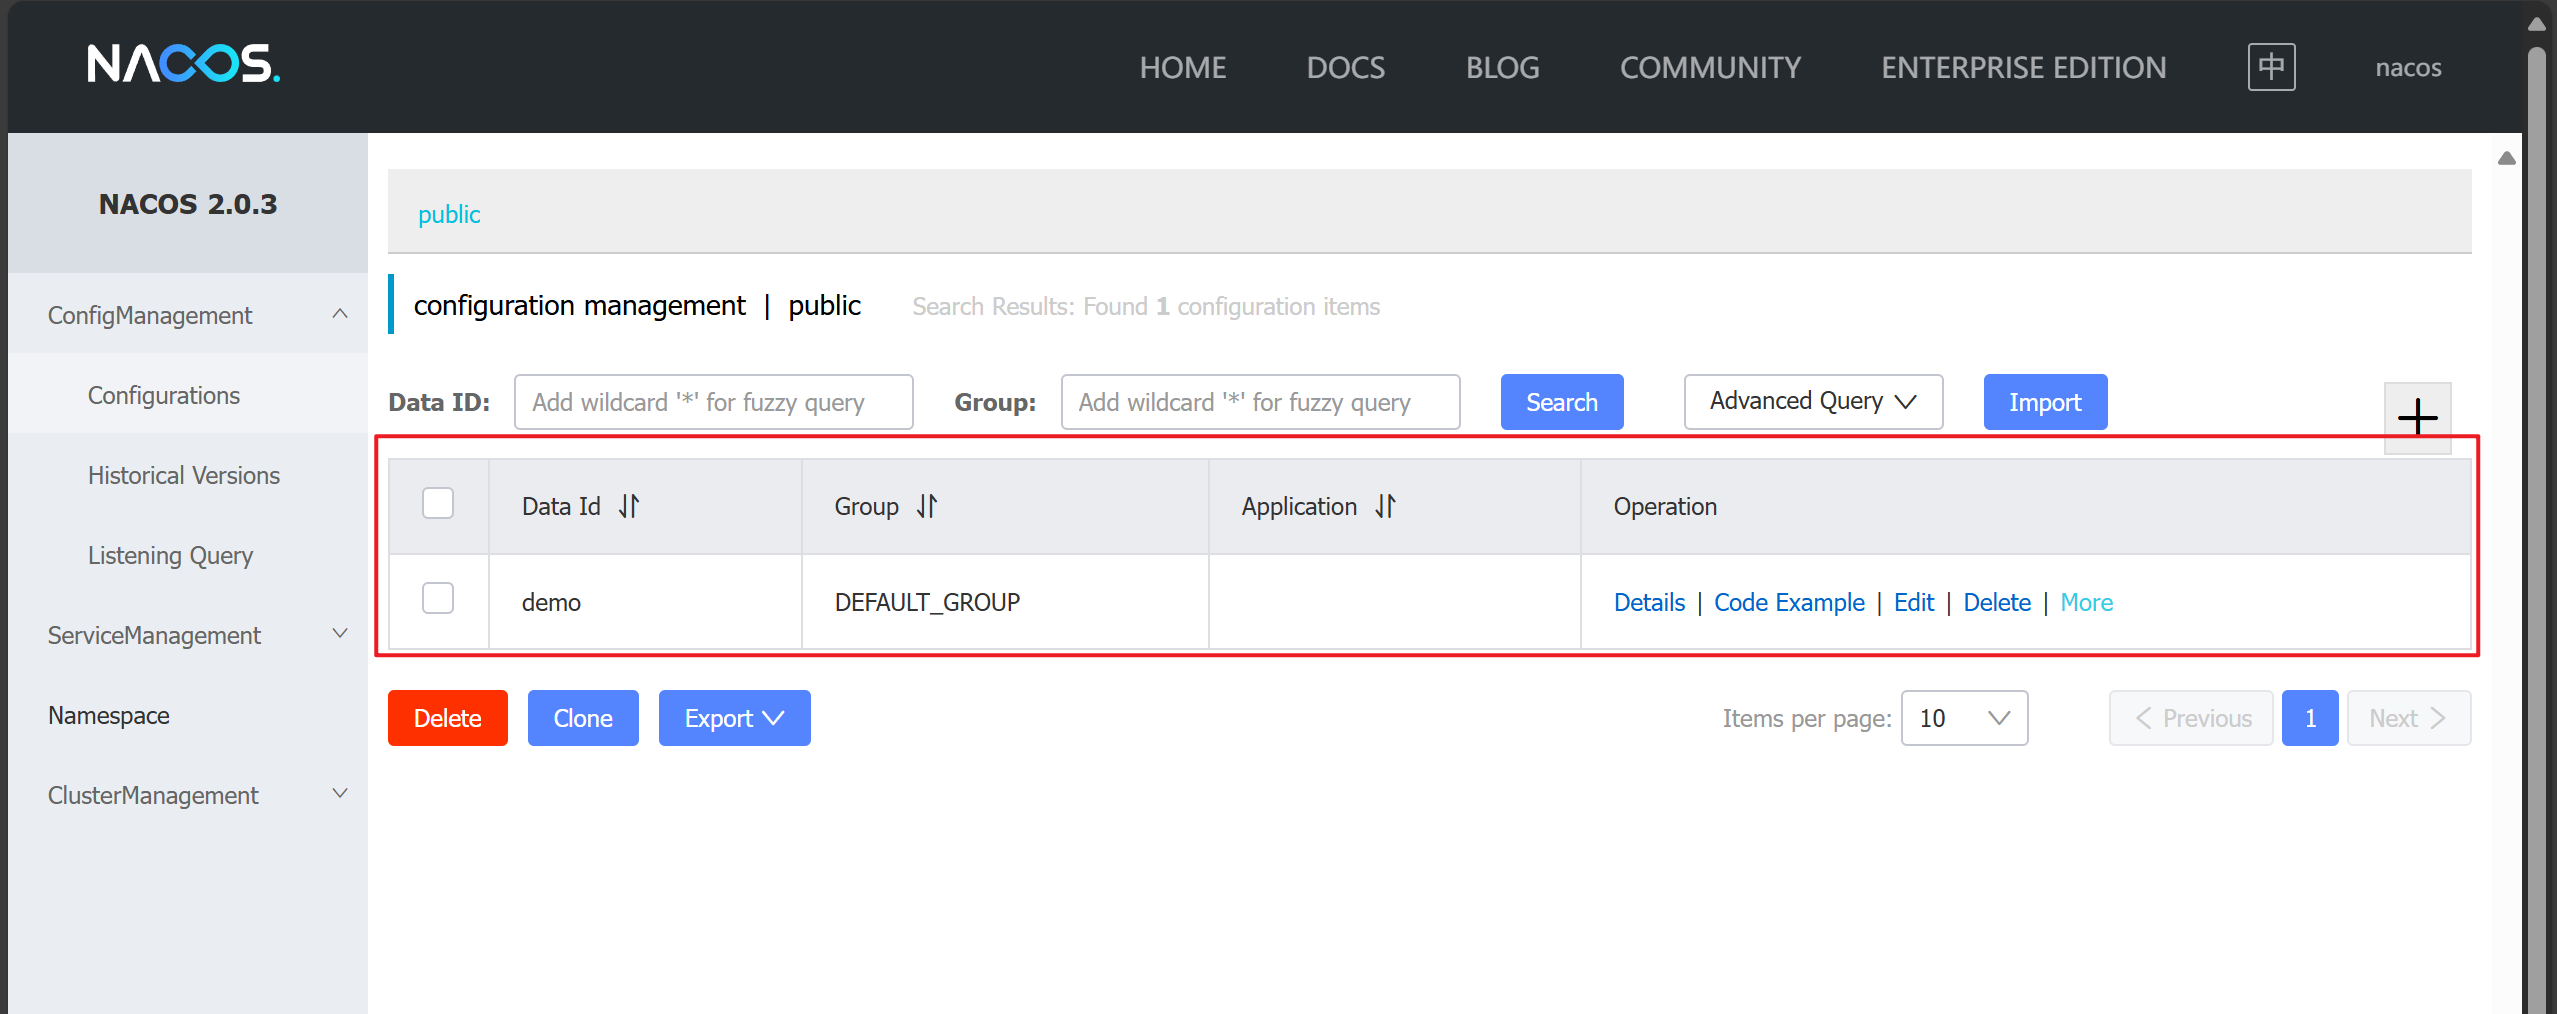 NACOS.
HOME DOCS BLOG COMMUNITY ENTERPRISE EDITION 中 nacos
NACOS 2.0.3
ConfigManagement
Configurations
Historical Versions
Listening Query
ServiceManagement
Namespace
ClusterManagement
public
configuration management | public Search Results: Found 1 configuration items
Data ID: Add wildcard '*' for fuzzy query Group: Add wildcard '*' for fuzzy query Search Advanced Query Import
Data Id Group Application Operation
demo DEFAULT_GROUP Details | Code Example | Edit | Delete | More
Delete Clone Export Items per page: 10 Previous 1 Next